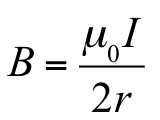 B = μ₀I / 2r